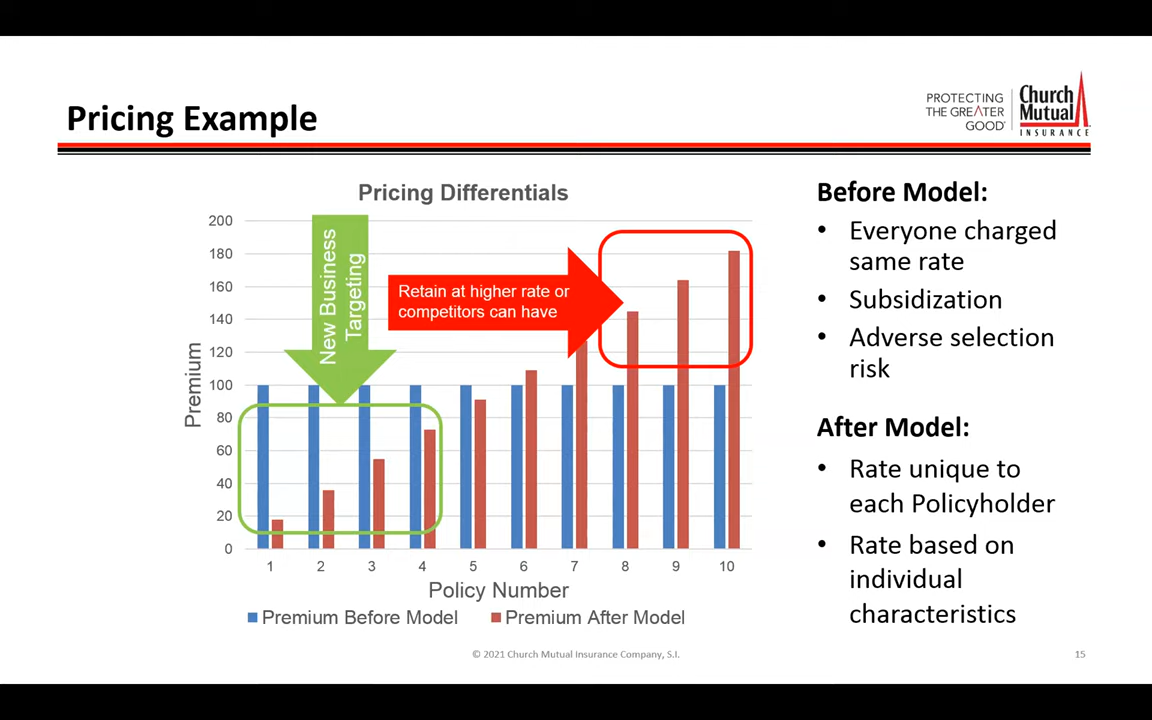 Pricing Example
PROTECTING
THE GREATER
GOOD
Church
Mutual
INSURANCE
Pricing Differentials
200
180
160
140
120
100
80
60
40
20
0
Premium
New Business
Targeting
Retain at higher rate or
competitors can have
1 2 3 4 5 6 7 8 9 10
Policy Number
Premium Before Model Premium After Model
Before Model:
• Everyone charged
same rate
• Subsidization
• Adverse selection
risk
After Model:
• Rate unique to
each Policyholder
• Rate based on
individual
characteristics
© 2021 Church Mutual Insurance Company, S.I.
15